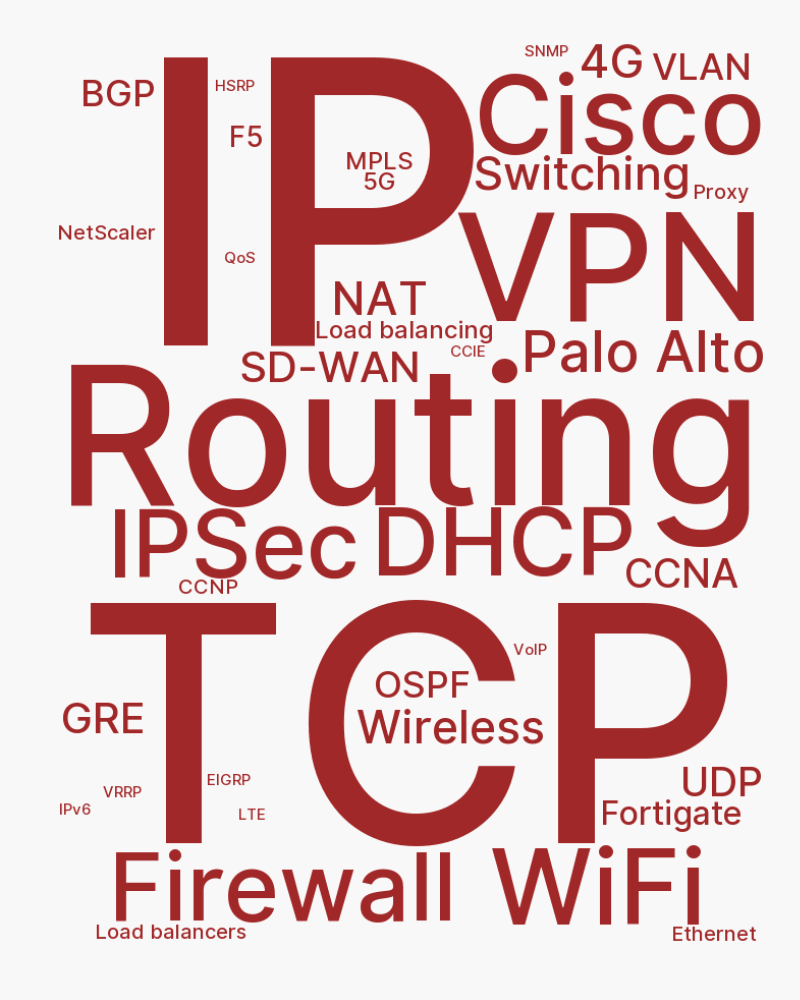 SNMP
4G
VLAN
BGP
HSRP
IP
Cisco
F5
MPLS
5G
Switching
Proxy
NetScaler
QoS
VPN
NAT
Load balancing
CCIE
SD-WAN
Palo Alto
Routing
IPSec
DHCP
CCNA
CCNP
TCP
VoIP
OSPF
Wireless
GRE
EIGRP
VRRP
IPv6
LTE
UDP
Fortigate
Firewall
WiFi
Load balancers
Ethernet